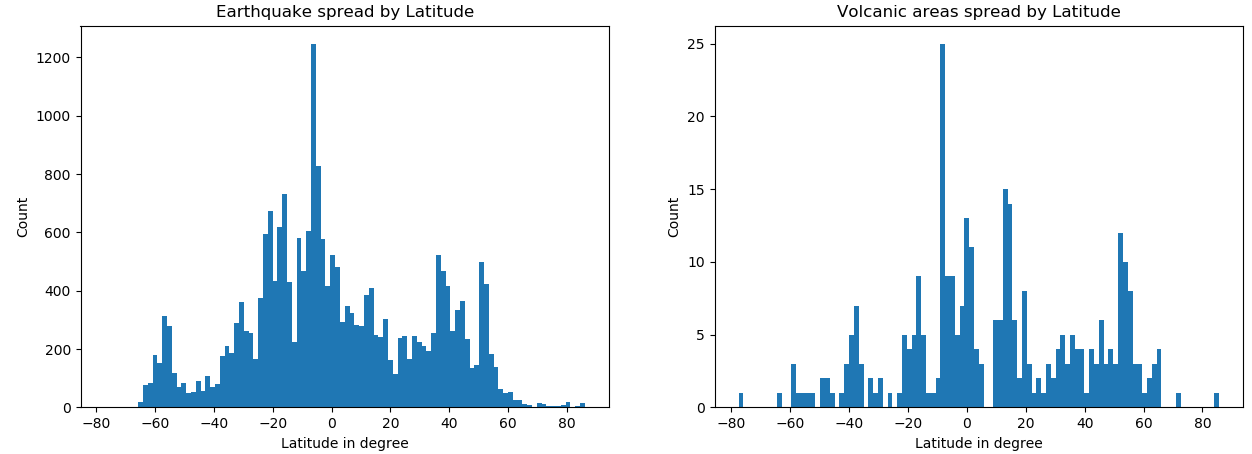 Earthquake spread by Latitude
1200
1000
800
600
400
200
0
Count
−80 −60 −40 −20 0 20 40 60 80
Latitude in degree
Volcanic areas spread by Latitude
25
20
15
10
5
0
Count
−80 −60 −40 −20 0 20 40 60 80
Latitude in degree